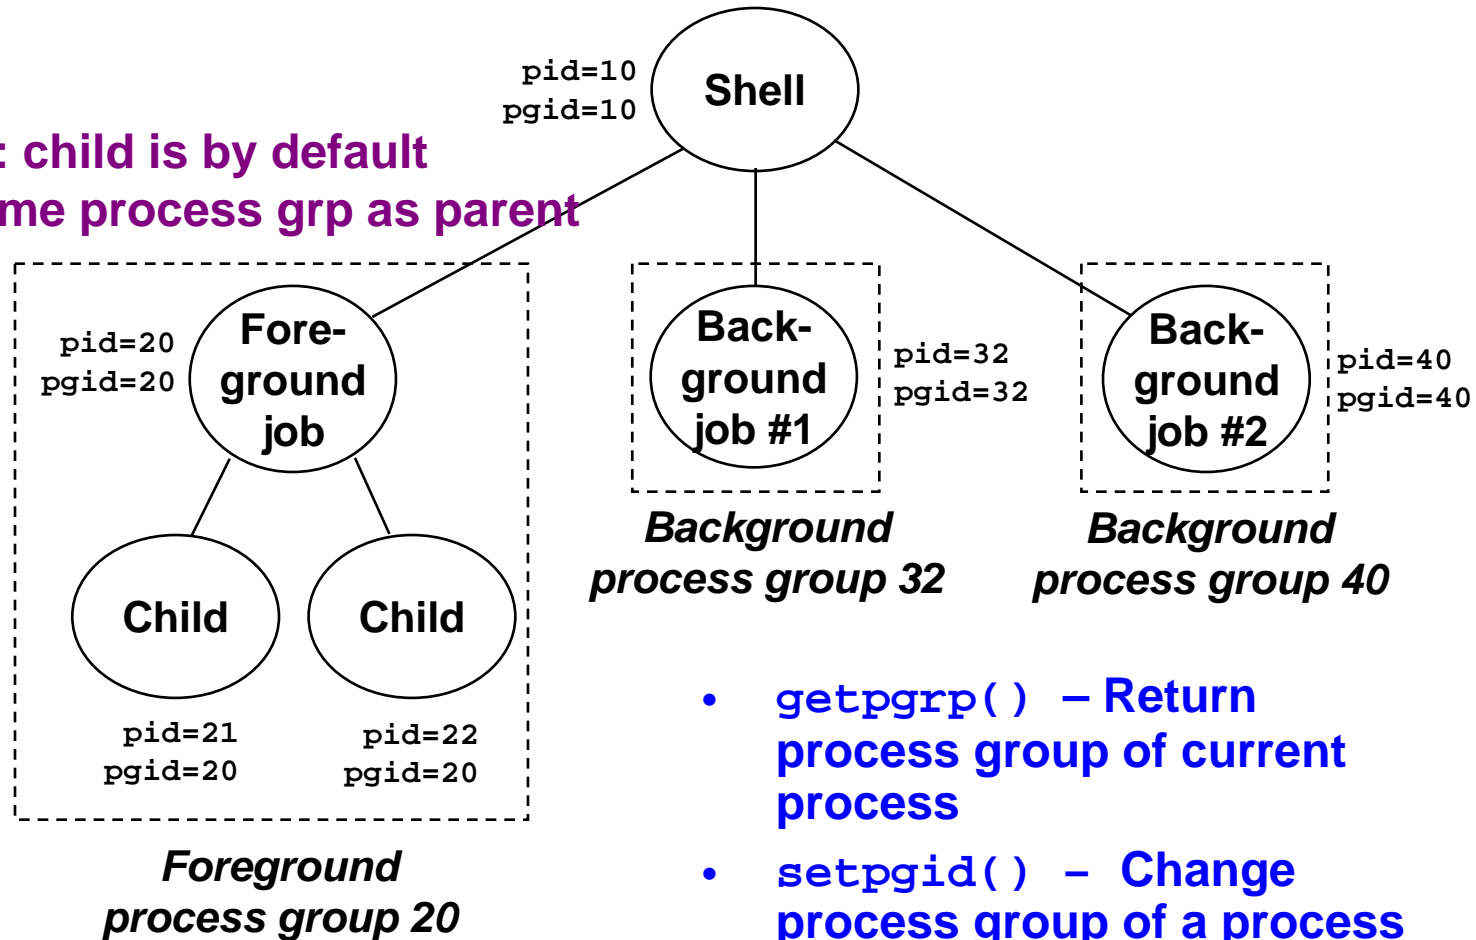 pid=10
pgid=10
Shell
: child is by default
me process grp as parent
pid=20
pgid=20
Fore-
ground
job
Back-
ground
job #1
pid=32
pgid=32
Back-
ground
job #2
pid=40
pgid=40
Background
process group 32
Background
process group 40
Child
Child
pid=21
pgid=20
pid=22
pgid=20
Foreground
process group 20
• getpgrp() – Return
process group of current
process
• setpgid() – Change
process group of a process